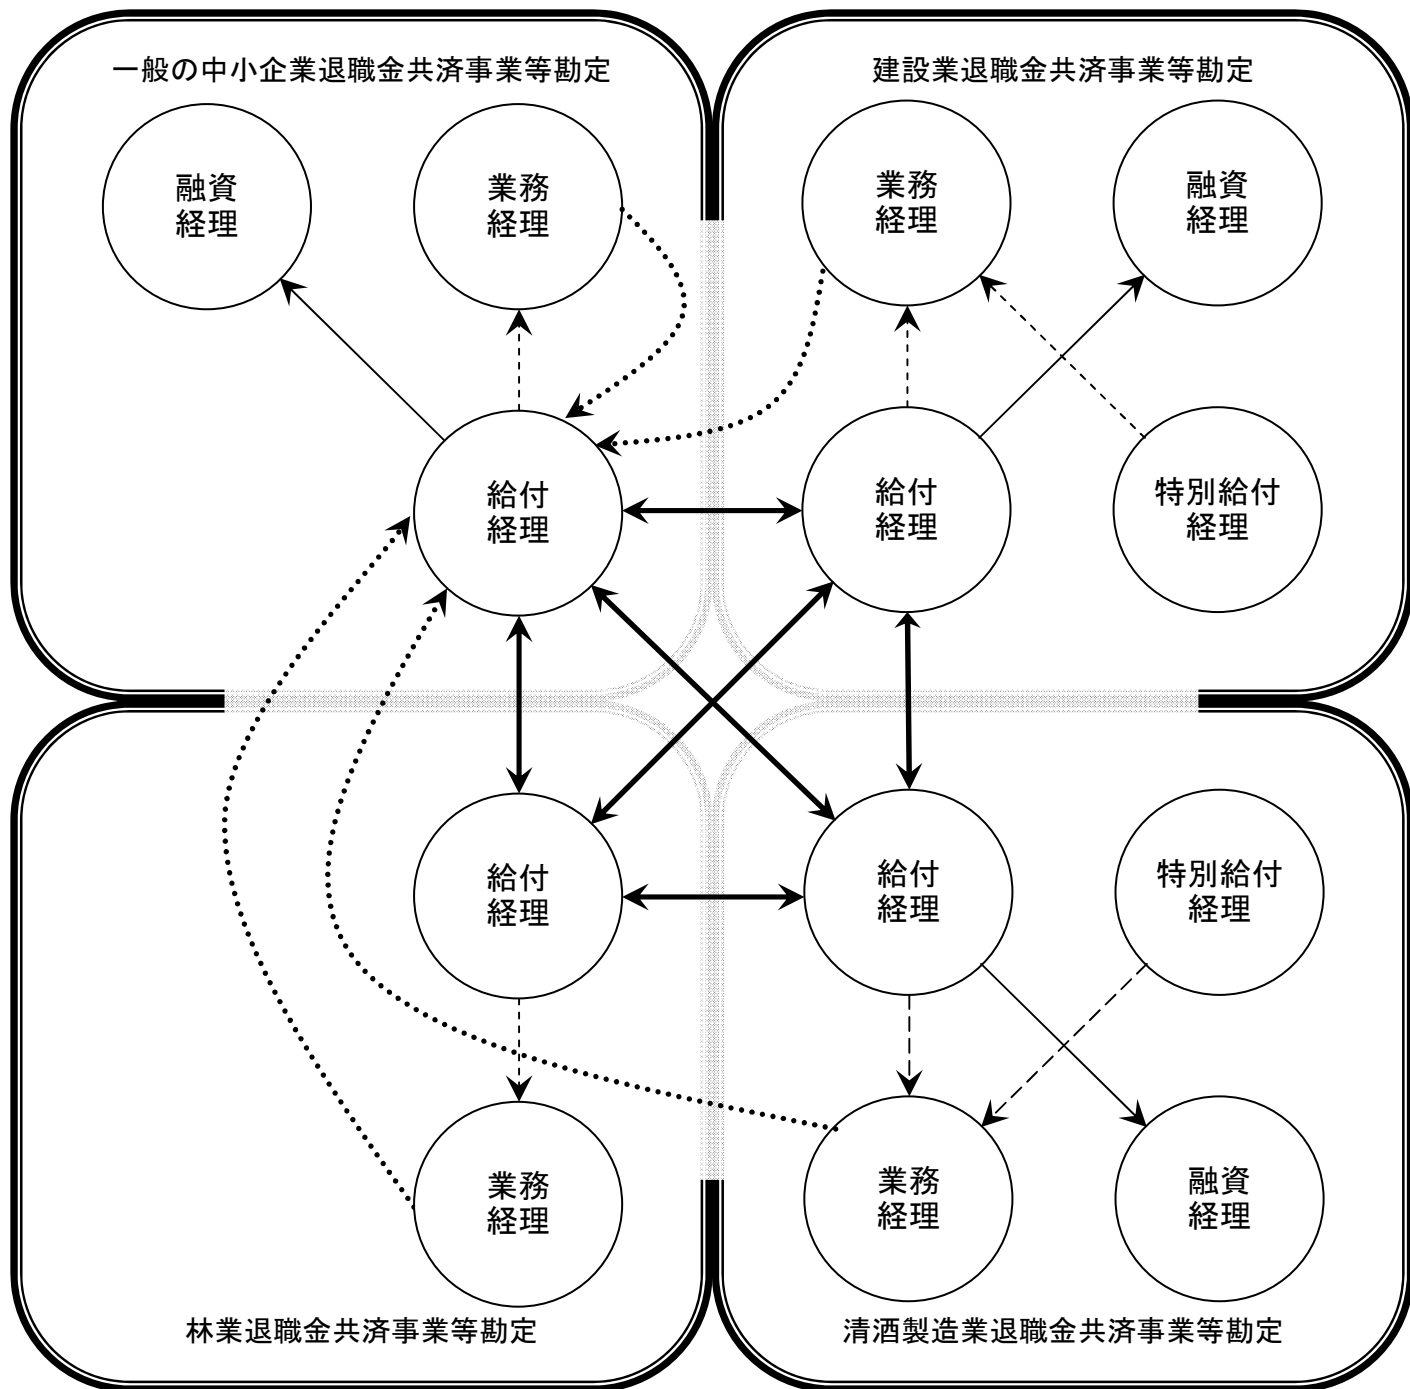 一般の中小企業退職金共済事業等勘定
融資
経理
業務
経理
給付
経理
建設業退職金共済事業等勘定
業務
経理
融資
経理
給付
経理
特別給付
経理
給付
経理
業務
経理
林業退職金共済事業等勘定
給付
経理
特別給付
経理
業務
経理
融資
経理
清酒製造業退職金共済事業等勘定